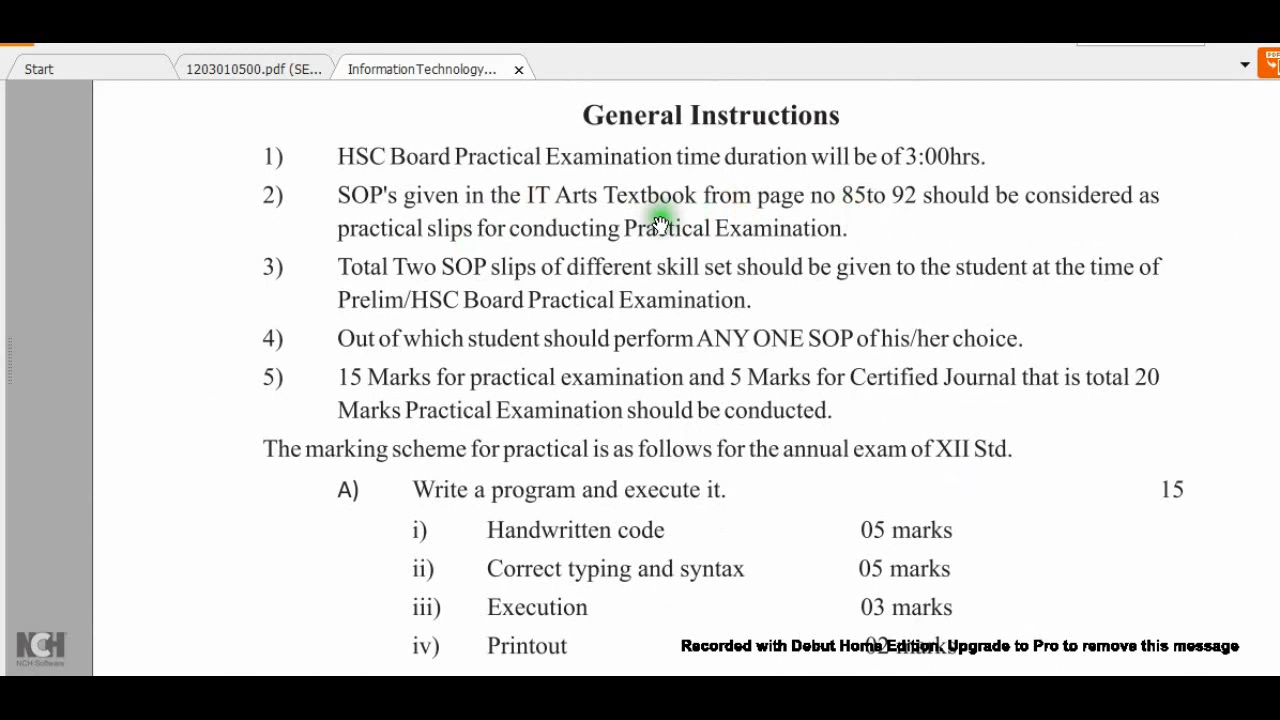 Start
1203010500.pdf (SE...
InformationTechnology...
General Instructions
1) HSC Board Practical Examination time duration will be of 3:00hrs.
2) SOP's given in the IT Arts Textbook from page no 85to 92 should be considered as
practical slips for conducting Practical Examination.
3) Total Two SOP slips of different skill set should be given to the student at the time of
Prelim/HSC Board Practical Examination.
4) Out of which student should perform ANY ONE SOP of his/her choice.
5) 15 Marks for practical examination and 5 Marks for Certified Journal that is total 20
Marks Practical Examination should be conducted.
The marking scheme for practical is as follows for the annual exam of XII Std.
A) Write a program and execute it. 15
i) Handwritten code 05 marks
ii) Correct typing and syntax 05 marks
iii) Execution 03 marks
iv) Printout 02 marks
Recorded with Debut Home Edition. Upgrade to Pro to remove this message
NCH
NCH Software
PDF